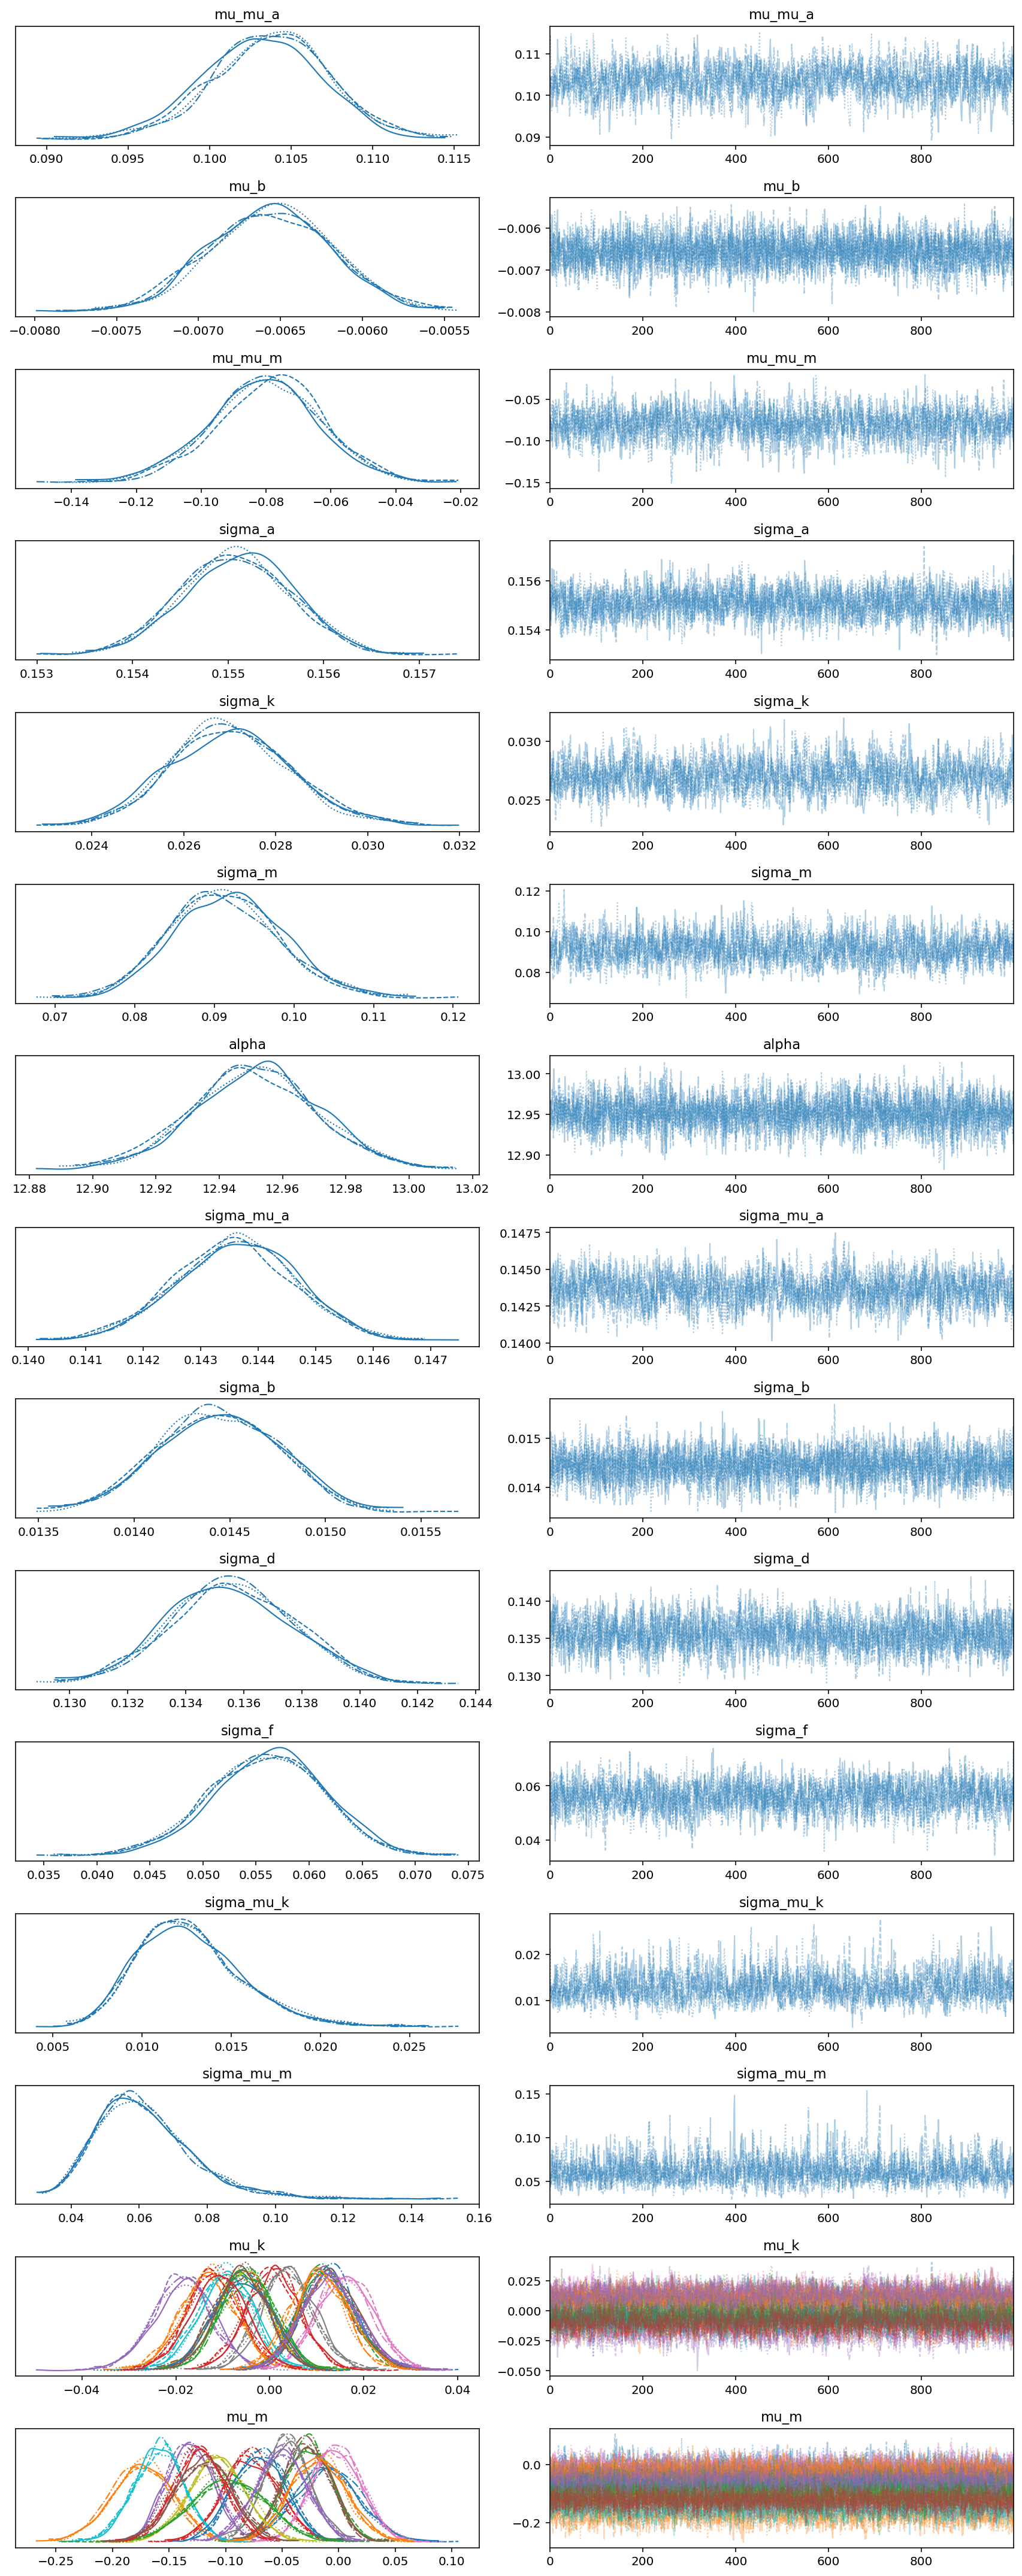 mu_mu_a mu_mu_a
0.11
0.10
0.09
0.090 0.095 0.100 0.105 0.110 0.115 0 200 400 600 800
mu_b mu_b
−0.006
−0.007
−0.008
−0.0080 −0.0075 −0.0070 −0.0065 −0.0060 −0.0055 0 200 400 600 800
mu_mu_m mu_mu_m
−0.05
−0.10
−0.15
−0.14 −0.12 −0.10 −0.08 −0.06 −0.04 −0.02 0 200 400 600 800
sigma_a sigma_a
0.156
0.154
0.153 0.154 0.155 0.156 0.157 0 200 400 600 800
sigma_k sigma_k
0.030
0.025
0.024 0.026 0.028 0.030 0.032 0 200 400 600 800
sigma_m sigma_m
0.12
0.10
0.08
0.07 0.08 0.09 0.10 0.11 0.12 0 200 400 600 800
alpha alpha
13.00
12.95
12.90
12.88 12.90 12.92 12.94 12.96 12.98 13.00 13.02 0 200 400 600 800
sigma_mu_a sigma_mu_a
0.1475
0.1450
0.1425
0.1400
0.140 0.141 0.142 0.143 0.144 0.145 0.146 0.147 0 200 400 600 800
sigma_b sigma_b
0.015
0.014
0.0135 0.0140 0.0145 0.0150 0.0155 0 200 400 600 800
sigma_d sigma_d
0.140
0.135
0.130
0.130 0.132 0.134 0.136 0.138 0.140 0.142 0.144 0 200 400 600 800
sigma_f sigma_f
0.06
0.04
0.035 0.040 0.045 0.050 0.055 0.060 0.065 0.070 0.075 0 200 400 600 800
sigma_mu_k sigma_mu_k
0.02
0.01
0.005 0.010 0.015 0.020 0.025 0 200 400 600 800
sigma_mu_m sigma_mu_m
0.15
0.10
0.05
0.04 0.06 0.08 0.10 0.12 0.14 0.16 0 200 400 600 800
mu_k mu_k
0.025
0.000
−0.025
−0.050
−0.04 −0.02 0.00 0.02 0.04 0 200 400 600 800
mu_m mu_m
0.0
−0.2
−0.25 −0.20 −0.15 −0.10 −0.05 0.00 0.05 0.10 0 200 400 600 800